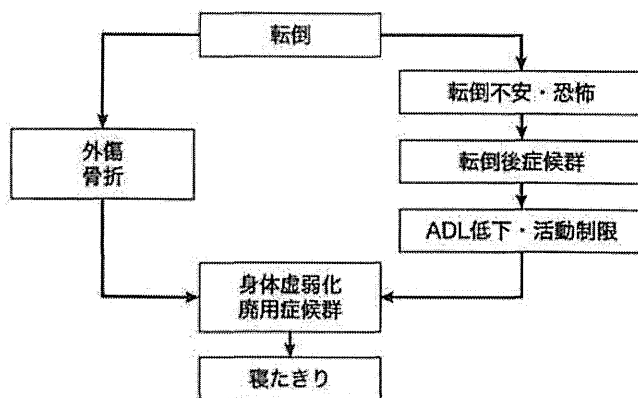 転倒
転倒不安・恐怖
外傷
骨折
転倒後症候群
ADL低下・活動制限
身体虚弱化
廃用症候群
寝たきり